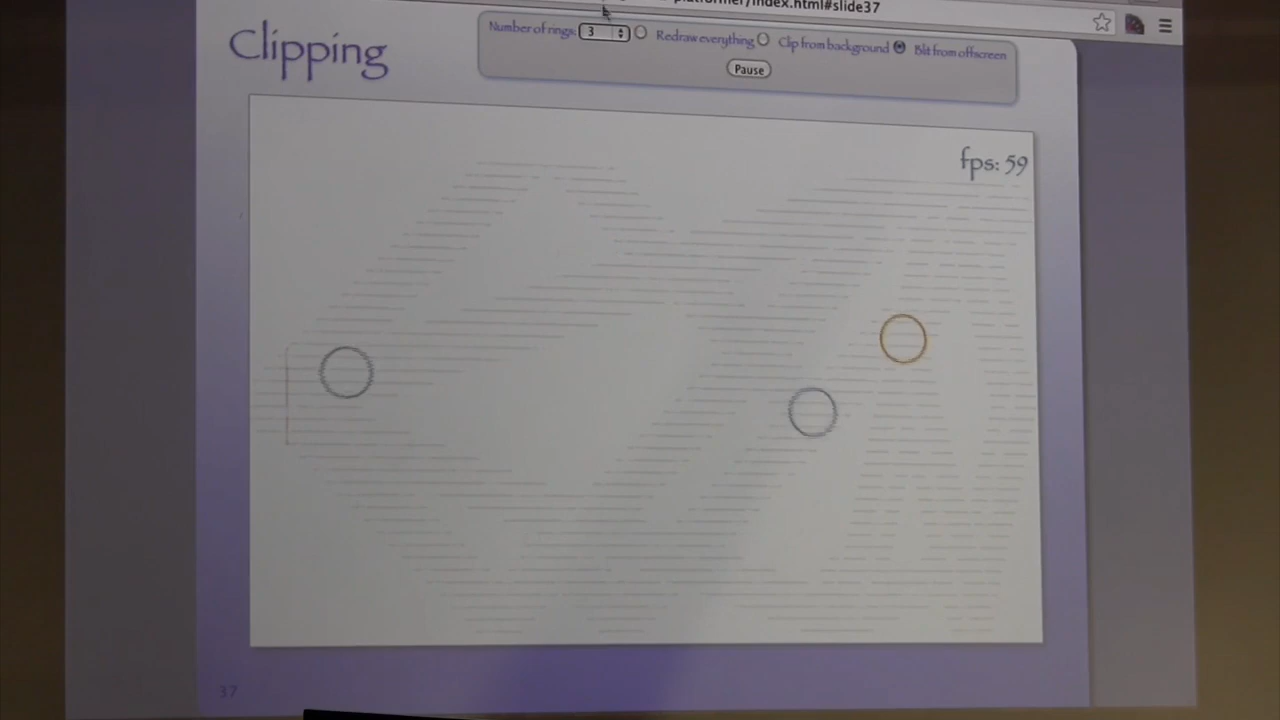 platformer/index.html#slide37
Clipping
Number of rings: 3 Redraw everything Clip from background Blit from offscreen
Pause
fps: 59
37